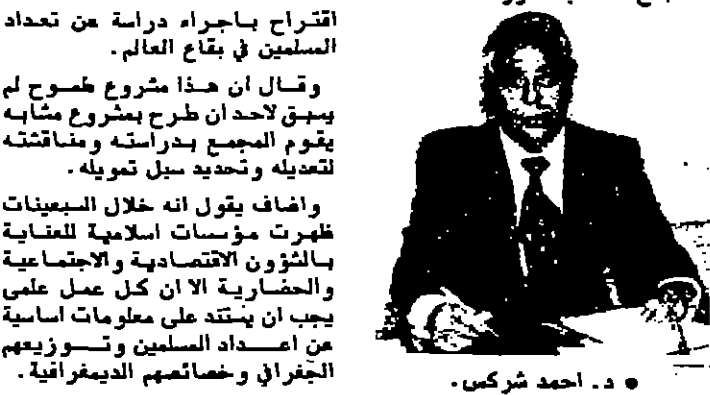 اقتراح باجراء دراسة عن تعداد
المسلمين في بقاع العالم.
وقال ان هذا مشروع طموح لم
يسبق لاحد ان طرح بمشروع مشابه
يقوم المجمع بدراسته ومناقشته
لتعديله وتحديد سبل تمويله.
واضاف يقول انه خلال السبعينات
ظهرت مؤسسات اسلامية للعناية
بالشؤون الاقتصادية والاجتماعية
والحضارية الا ان كل عمل علمي
يجب ان يستند على معلومات اساسية
عن اعداد المسلمين وتوزيعهم
الجغرافي وخصائصهم الديمغرافية.
● د. احمد شركس.